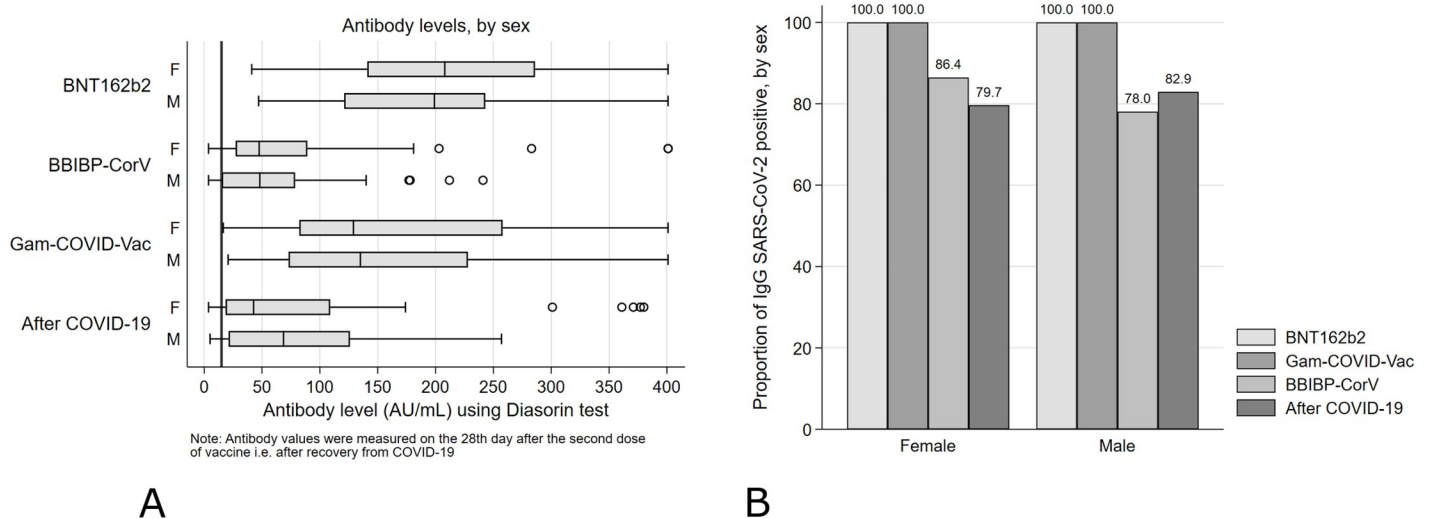 Antibody levels, by sex
BNT162b2
F
M
BBIBP-CorV
F
M
Gam-COVID-Vac
F
M
After COVID-19
F
M
0 50 100 150 200 250 300 350 400
Antibody level (AU/mL) using Diasorin test
Note: Antibody values were measured on the 28th day after the second dose
of vaccine i.e. after recovery from COVID-19
A
Proportion of IgG SARS-CoV-2 positive, by sex
100
80
60
40
20
0
100.0 100.0 86.4 79.7
100.0 100.0 78.0 82.9
Female Male
BNT162b2
Gam-COVID-Vac
BBIBP-CorV
After COVID-19
B